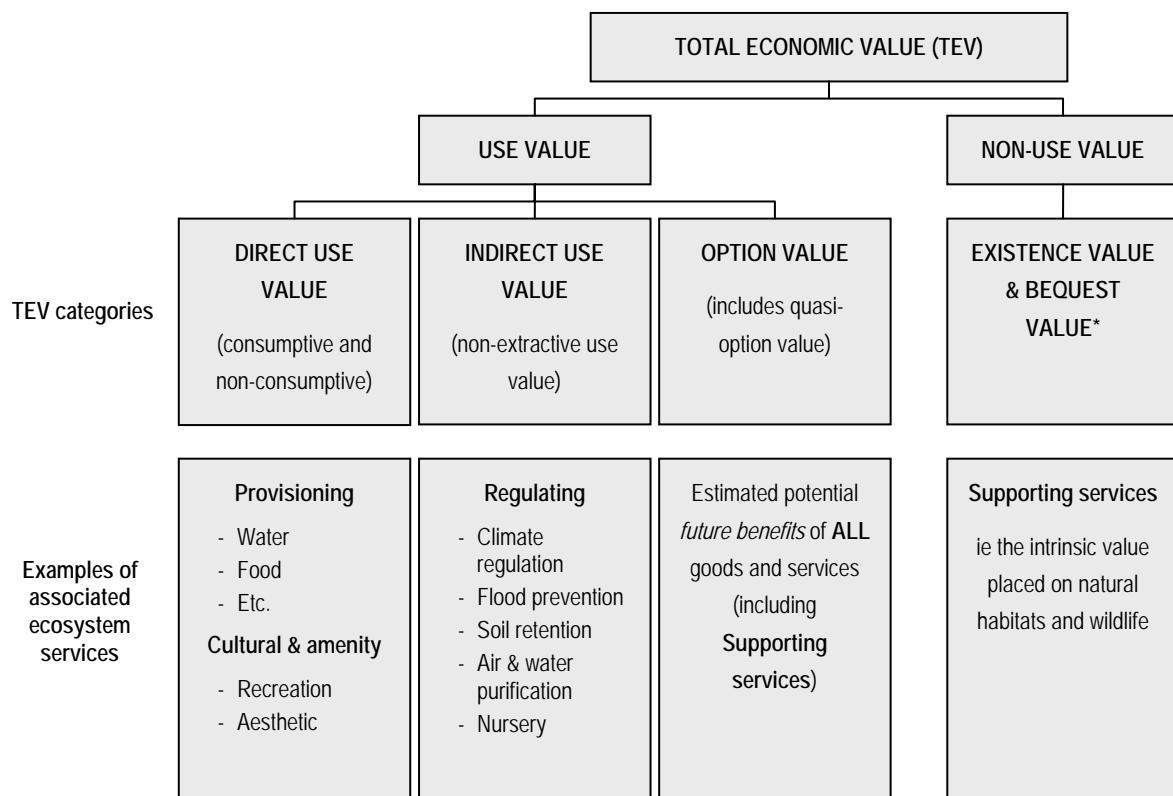 TOTAL ECONOMIC VALUE (TEV)
USE VALUE
NON-USE VALUE
TEV categories
DIRECT USE
VALUE
(consumptive and
non-consumptive)
INDIRECT USE
VALUE
(non-extractive use
value)
OPTION VALUE
(includes quasi-
option value)
EXISTENCE VALUE
& BEQUEST
VALUE*
Examples of
associated
ecosystem
services
Provisioning
- Water
- Food
- Etc.
Cultural & amenity
- Recreation
- Aesthetic
Regulating
- Climate
regulation
- Flood prevention
- Soil retention
- Air & water
purification
- Nursery
Estimated potential
future benefits of ALL
goods and services
(including
Supporting
services)
Supporting services
ie the intrinsic value
placed on natural
habitats and wildlife